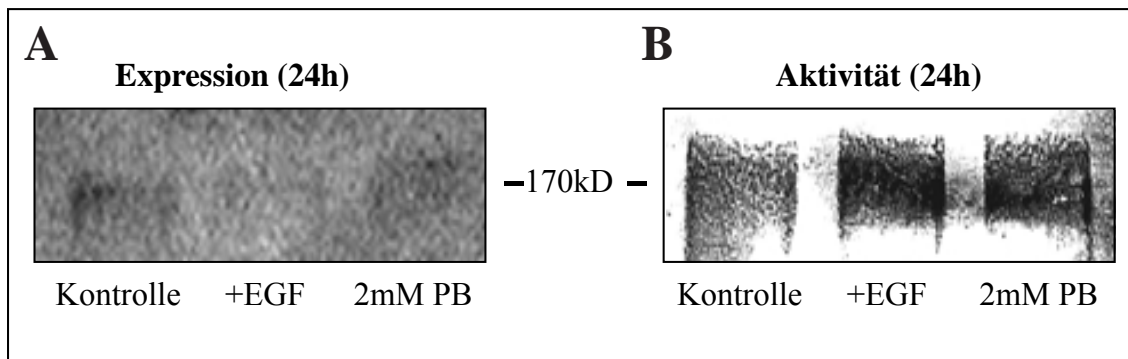 A
Expression (24h)
Kontrolle +EGF 2mM PB
–170kD –
B
Aktivität (24h)
Kontrolle +EGF 2mM PB